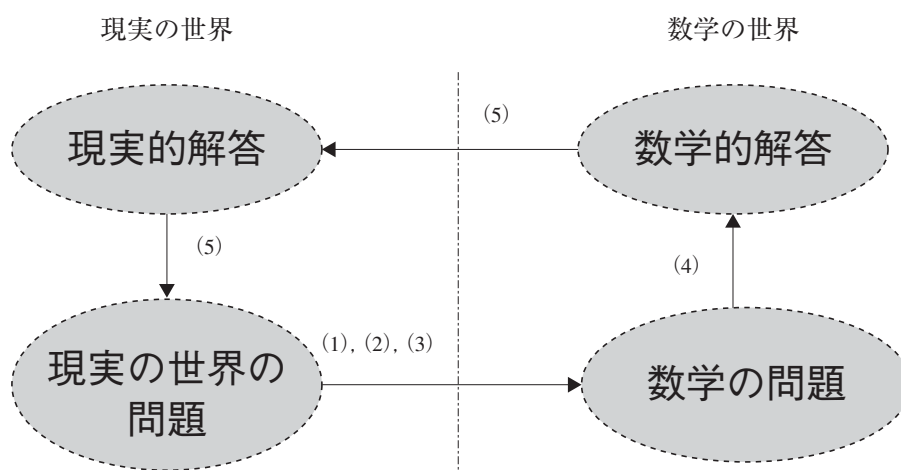 現実の世界
数学の世界
現実的解答
(5)
数学的解答
(5)
(4)
現実の世界の
問題
(1), (2), (3)
数学の問題